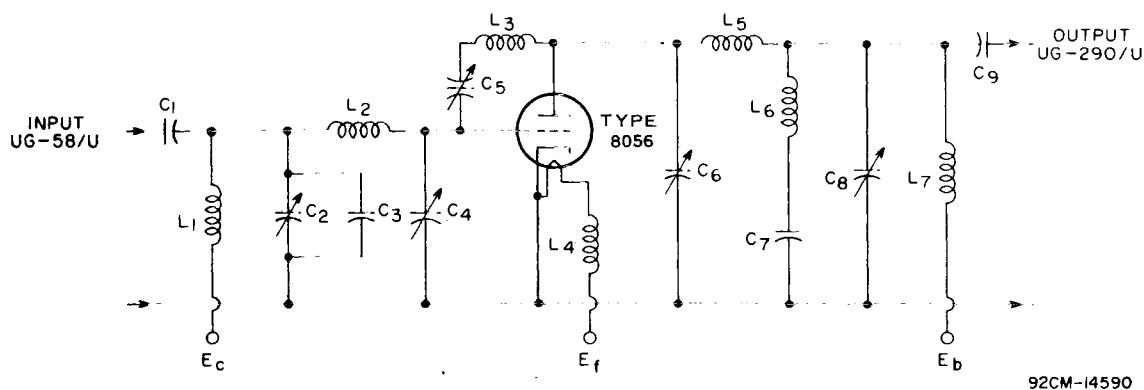 L3
L5
OUTPUT
UG-290/U
C1
C5
C9
INPUT
UG-58/U
L2
TYPE
8056
L6
L1
C2
C3
C4
C6
C8
L7
L4
C7
Ec
Ef
Eb
92CM-14590